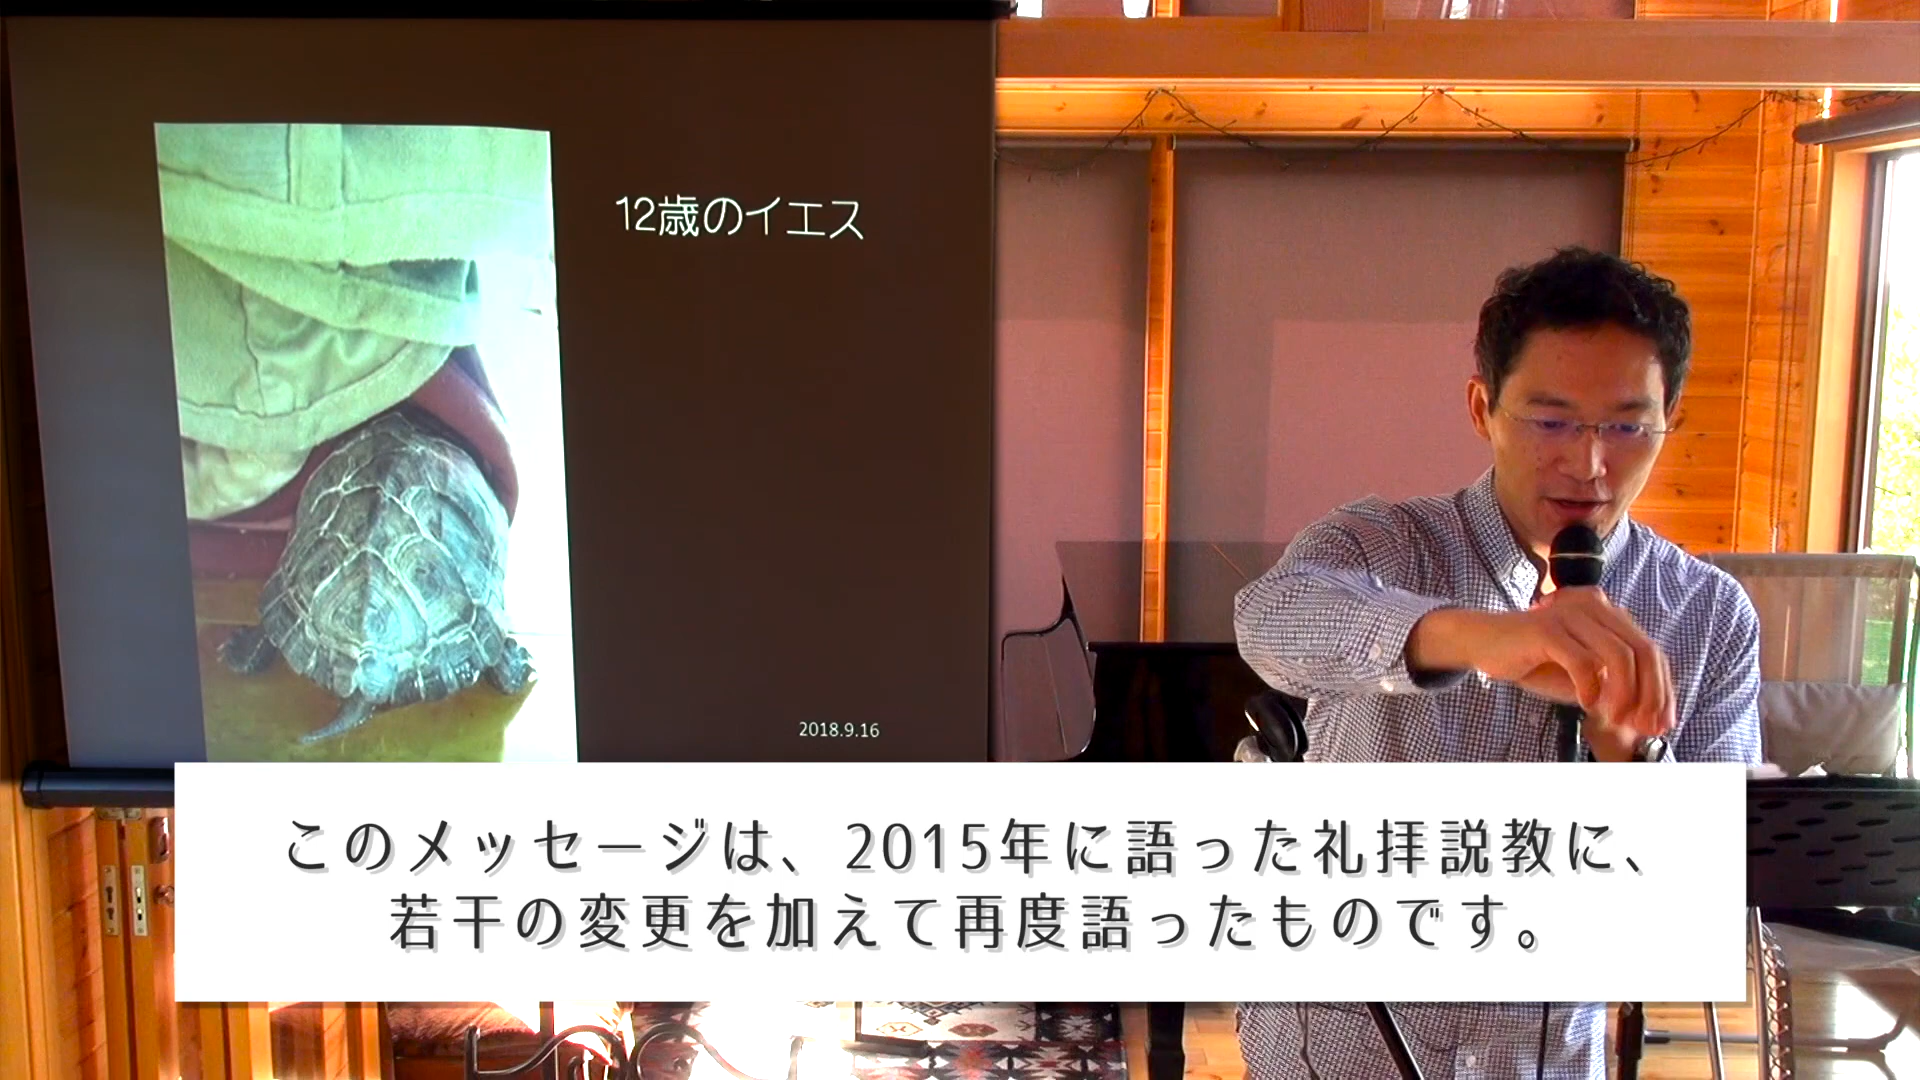 12歳のイエス
2018.9.16
このメッセージは、2015年に語った礼拝説教に、
若干の変更を加えて再度語ったものです。